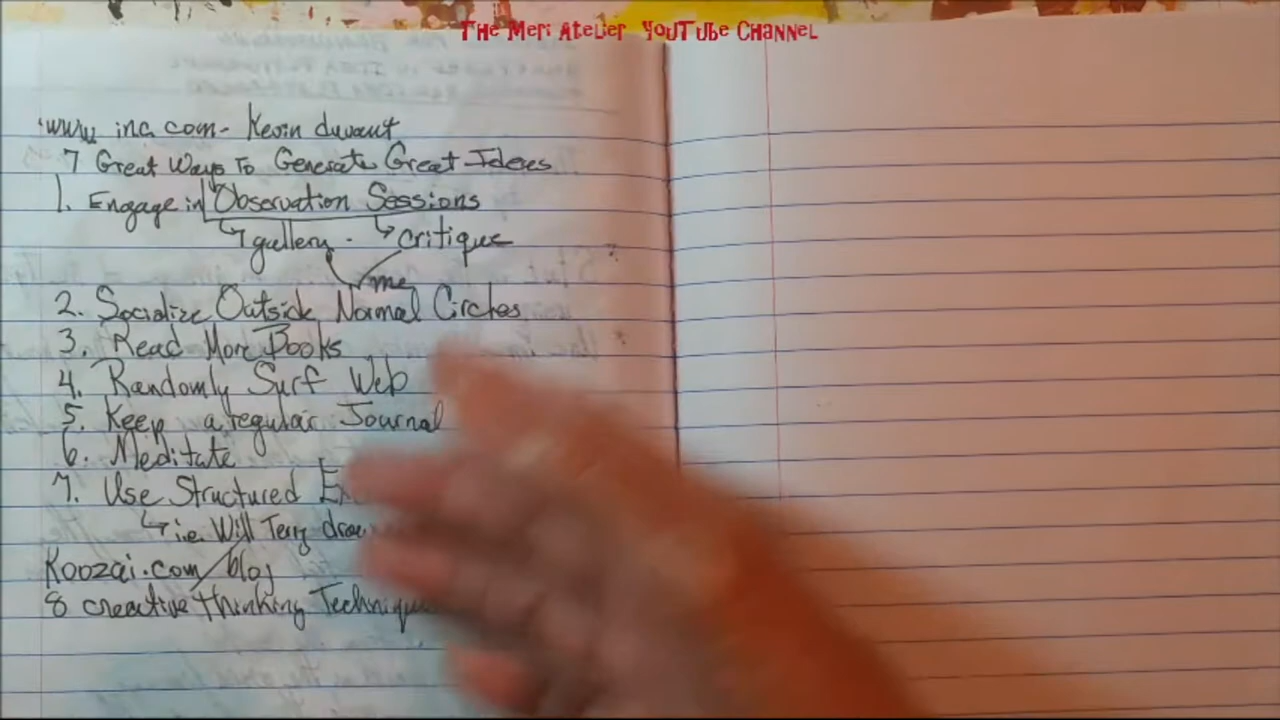 The Meri Atelier YouTube Channel
www. inc. com- Kevin
7 Great Ways To Generate Great Ideas
1. Engage in Observation Sessions
gallery - critique
me
2. Socialize Outside Normal Circles
3. Read More Books
4. Randomly Surf Web
5. Keep a regular Journal
6. Meditate
7. Use Structured
↳ i.e. Will Terry
Koozai.com/blog
8 creative thinking